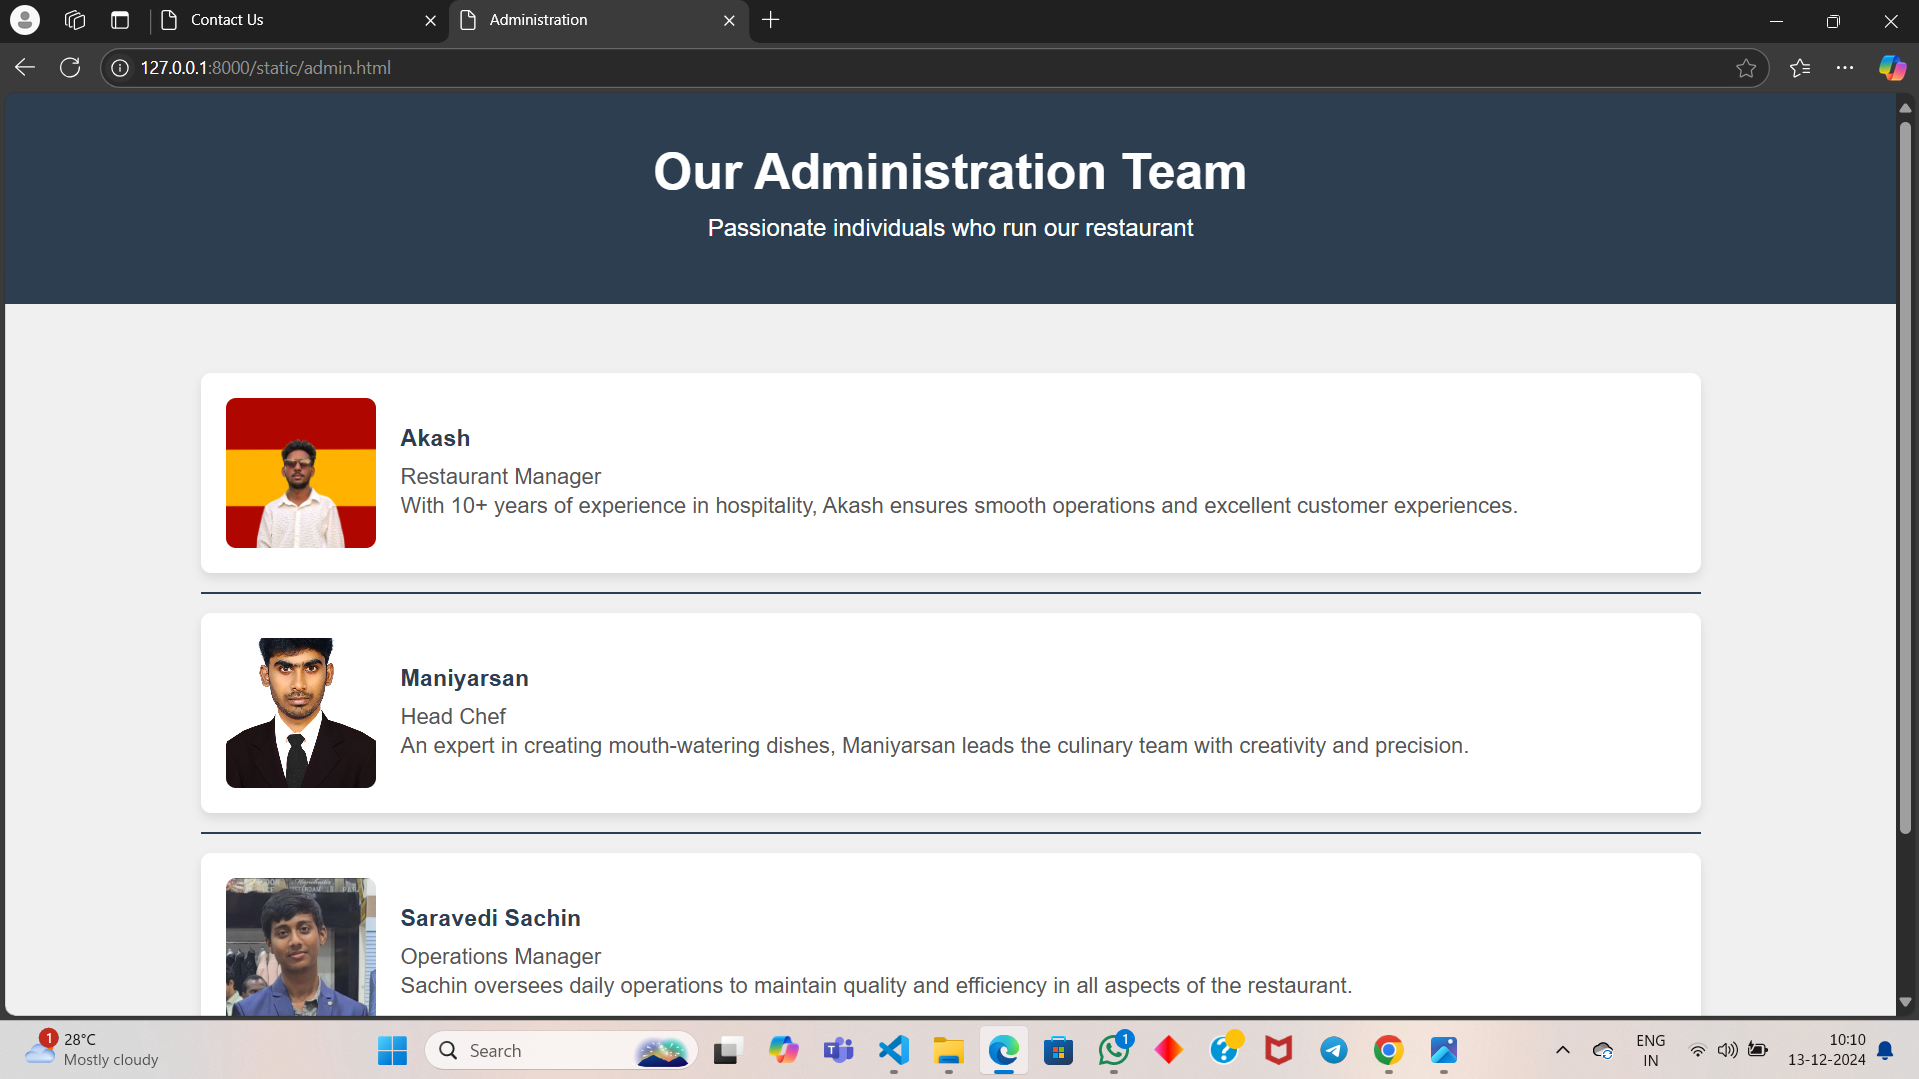 Contact Us
Administration
127.0.0.1:8000/static/admin.html
Our Administration Team
Passionate individuals who run our restaurant
Akash
Restaurant Manager
With 10+ years of experience in hospitality, Akash ensures smooth operations and excellent customer experiences.
Maniyarsan
Head Chef
An expert in creating mouth-watering dishes, Maniyarsan leads the culinary team with creativity and precision.
Saravedi Sachin
Operations Manager
Sachin oversees daily operations to maintain quality and efficiency in all aspects of the restaurant.
1
28°C
Mostly cloudy
Search
1
ENG
IN
10:10
13-12-2024